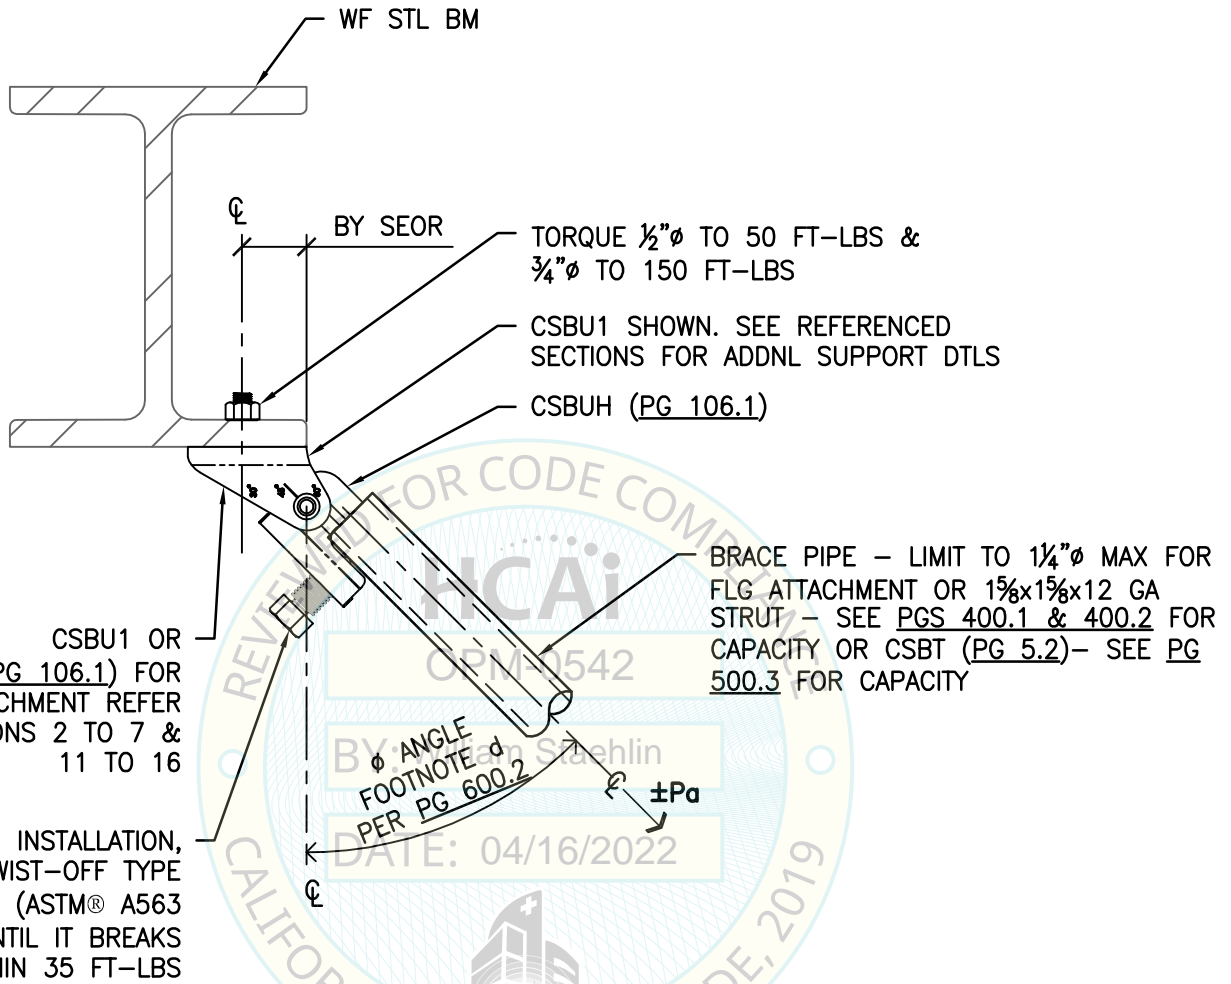 WF STL BM
℄
BY SEOR
TORQUE ½"ø TO 50 FT-LBS &
¾"ø TO 150 FT-LBS
CSBU1 SHOWN. SEE REFERENCED
SECTIONS FOR ADDNL SUPPORT DTLS
CSBUH (PG 106.1)
BRACE PIPE – LIMIT TO 1¼"ø MAX FOR
FLG ATTACHMENT OR 1⅝x1⅝x12 GA
STRUT – SEE PGS 400.1 & 400.2 FOR
CAPACITY OR CSBT (PG 5.2)– SEE PG
500.3 FOR CAPACITY
CSBU1 OR
PG 106.1) FOR
CHMENT REFER
ONS 2 TO 7 &
11 TO 16
INSTALLATION,
WIST-OFF TYPE
(ASTM® A563
NTIL IT BREAKS
MIN 35 FT-LBS
ɸ ANGLE
FOOTNOTE d
PER PG 600.2
℄
±Pa
℄
REVIEWED FOR CODE COMPLIANCE
HCAi
OPM-0542
BY: William Staehlin
DATE: 04/16/2022
CALIFOR
DE, 2019